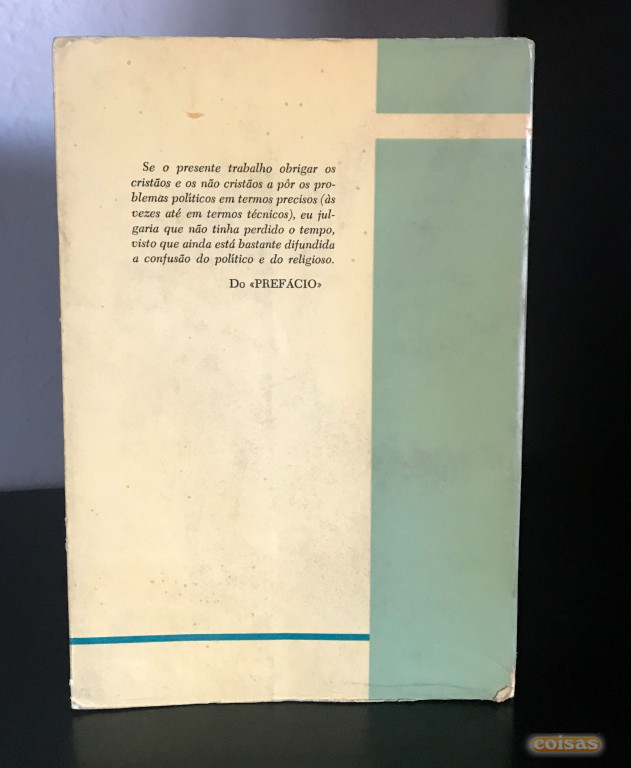 Se o presente trabalho obrigar os
cristãos e os não cristãos a pôr os pro-
blemas políticos em termos precisos (às
vezes até em termos técnicos), eu jul-
garia que não tinha perdido o tempo,
visto que ainda está bastante difundida
a confusão do político e do religioso.
Do «PREFÁCIO»
coisas